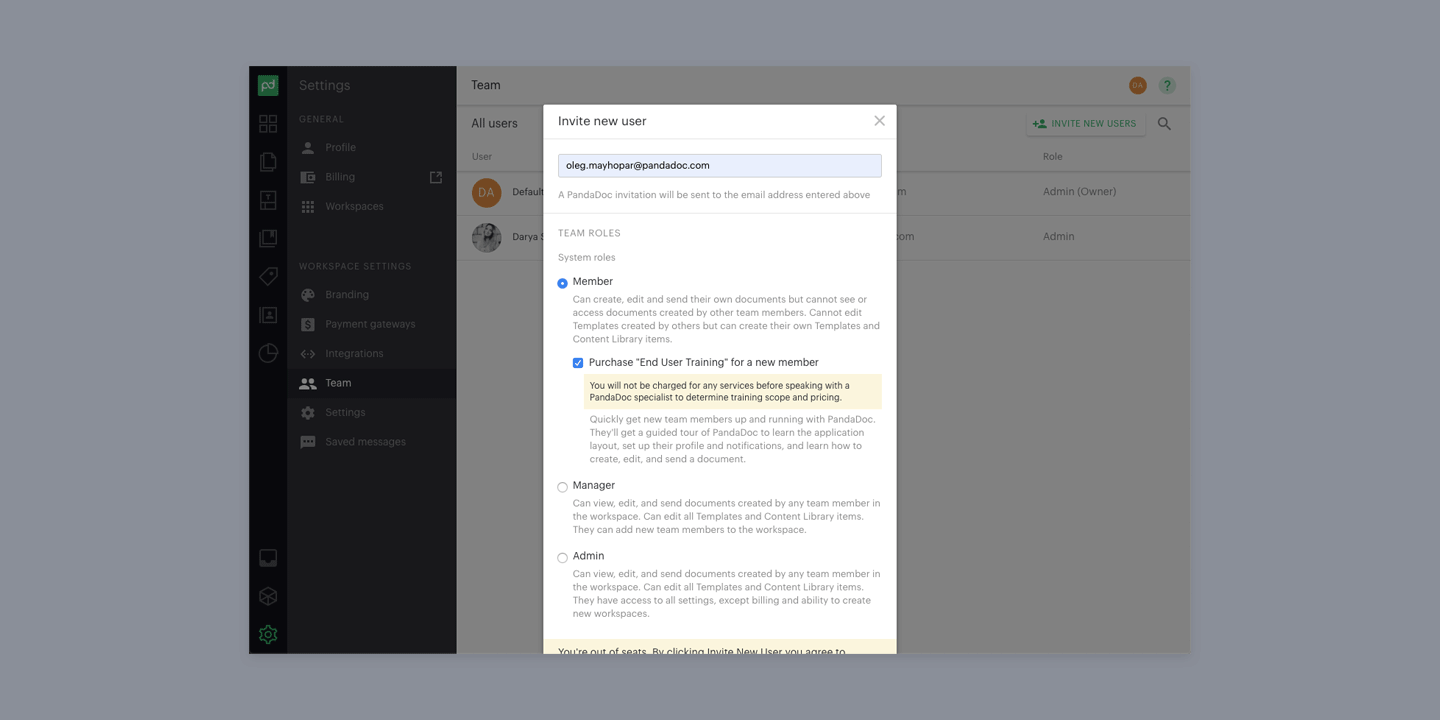 pd
Settings
GENERAL
Profile
Billing
Workspaces
WORKSPACE SETTINGS
Branding
Payment gateways
Integrations
Team
Settings
Saved messages
Team
DA
?
All users
INVITE NEW USERS
User
Role
DA
Default
m
Admin (Owner)
Darya S
com
Admin
Invite new user
oleg.mayhopar@pandadoc.com
A PandaDoc invitation will be sent to the email address entered above
TEAM ROLES
System roles
Member
Can create, edit and send their own documents but cannot see or
access documents created by other team members. Cannot edit
Templates created by others but can create their own Templates and
Content Library items.
Purchase "End User Training" for a new member
You will not be charged for any services before speaking with a
PandaDoc specialist to determine training scope and pricing.
Quickly get new team members up and running with PandaDoc.
They'll get a guided tour of PandaDoc to learn the application
layout, set up their profile and notifications, and learn how to
create, edit, and send a document.
Manager
Can view, edit, and send documents created by any team member in
the workspace. Can edit all Templates and Content Library items.
They can add new team members to the workspace.
Admin
Can view, edit, and send documents created by any team member in
the workspace. Can edit all Templates and Content Library items.
They have access to all settings, except billing and ability to create
new workspaces.
You're out of seats. By clicking Invite New User you agree to